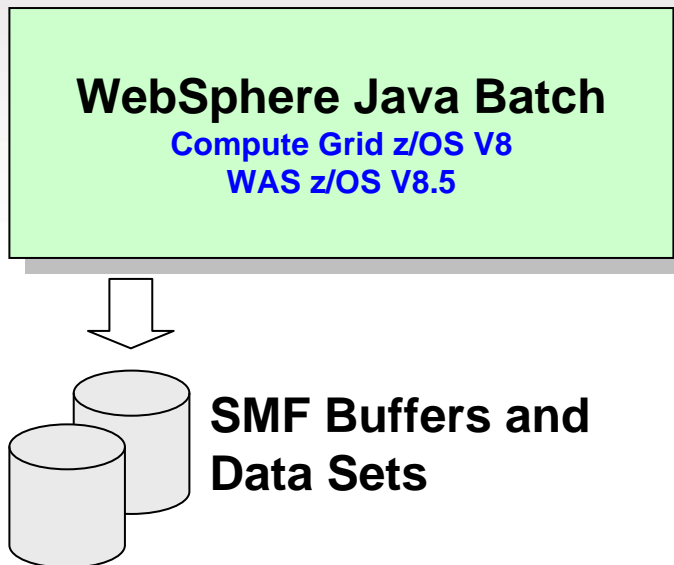 WebSphere Java Batch
Compute Grid z/OS V8
WAS z/OS V8.5
SMF Buffers and
Data Sets